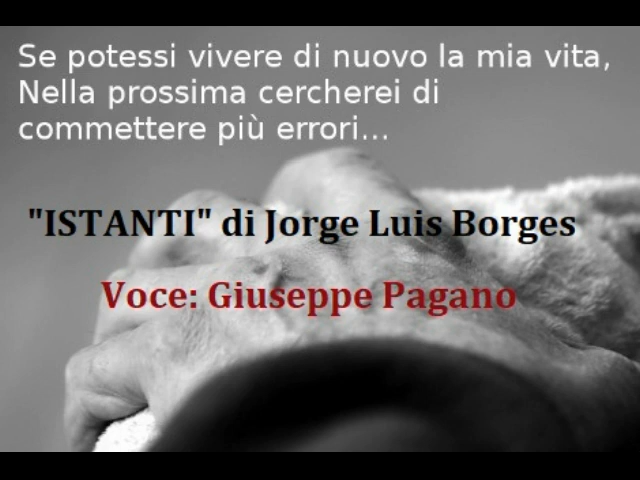 Se potessi vivere di nuovo la mia vita,
Nella prossima cercherei di
commettere più errori...
"ISTANTI" di Jorge Luis Borges
Voce: Giuseppe Pagano